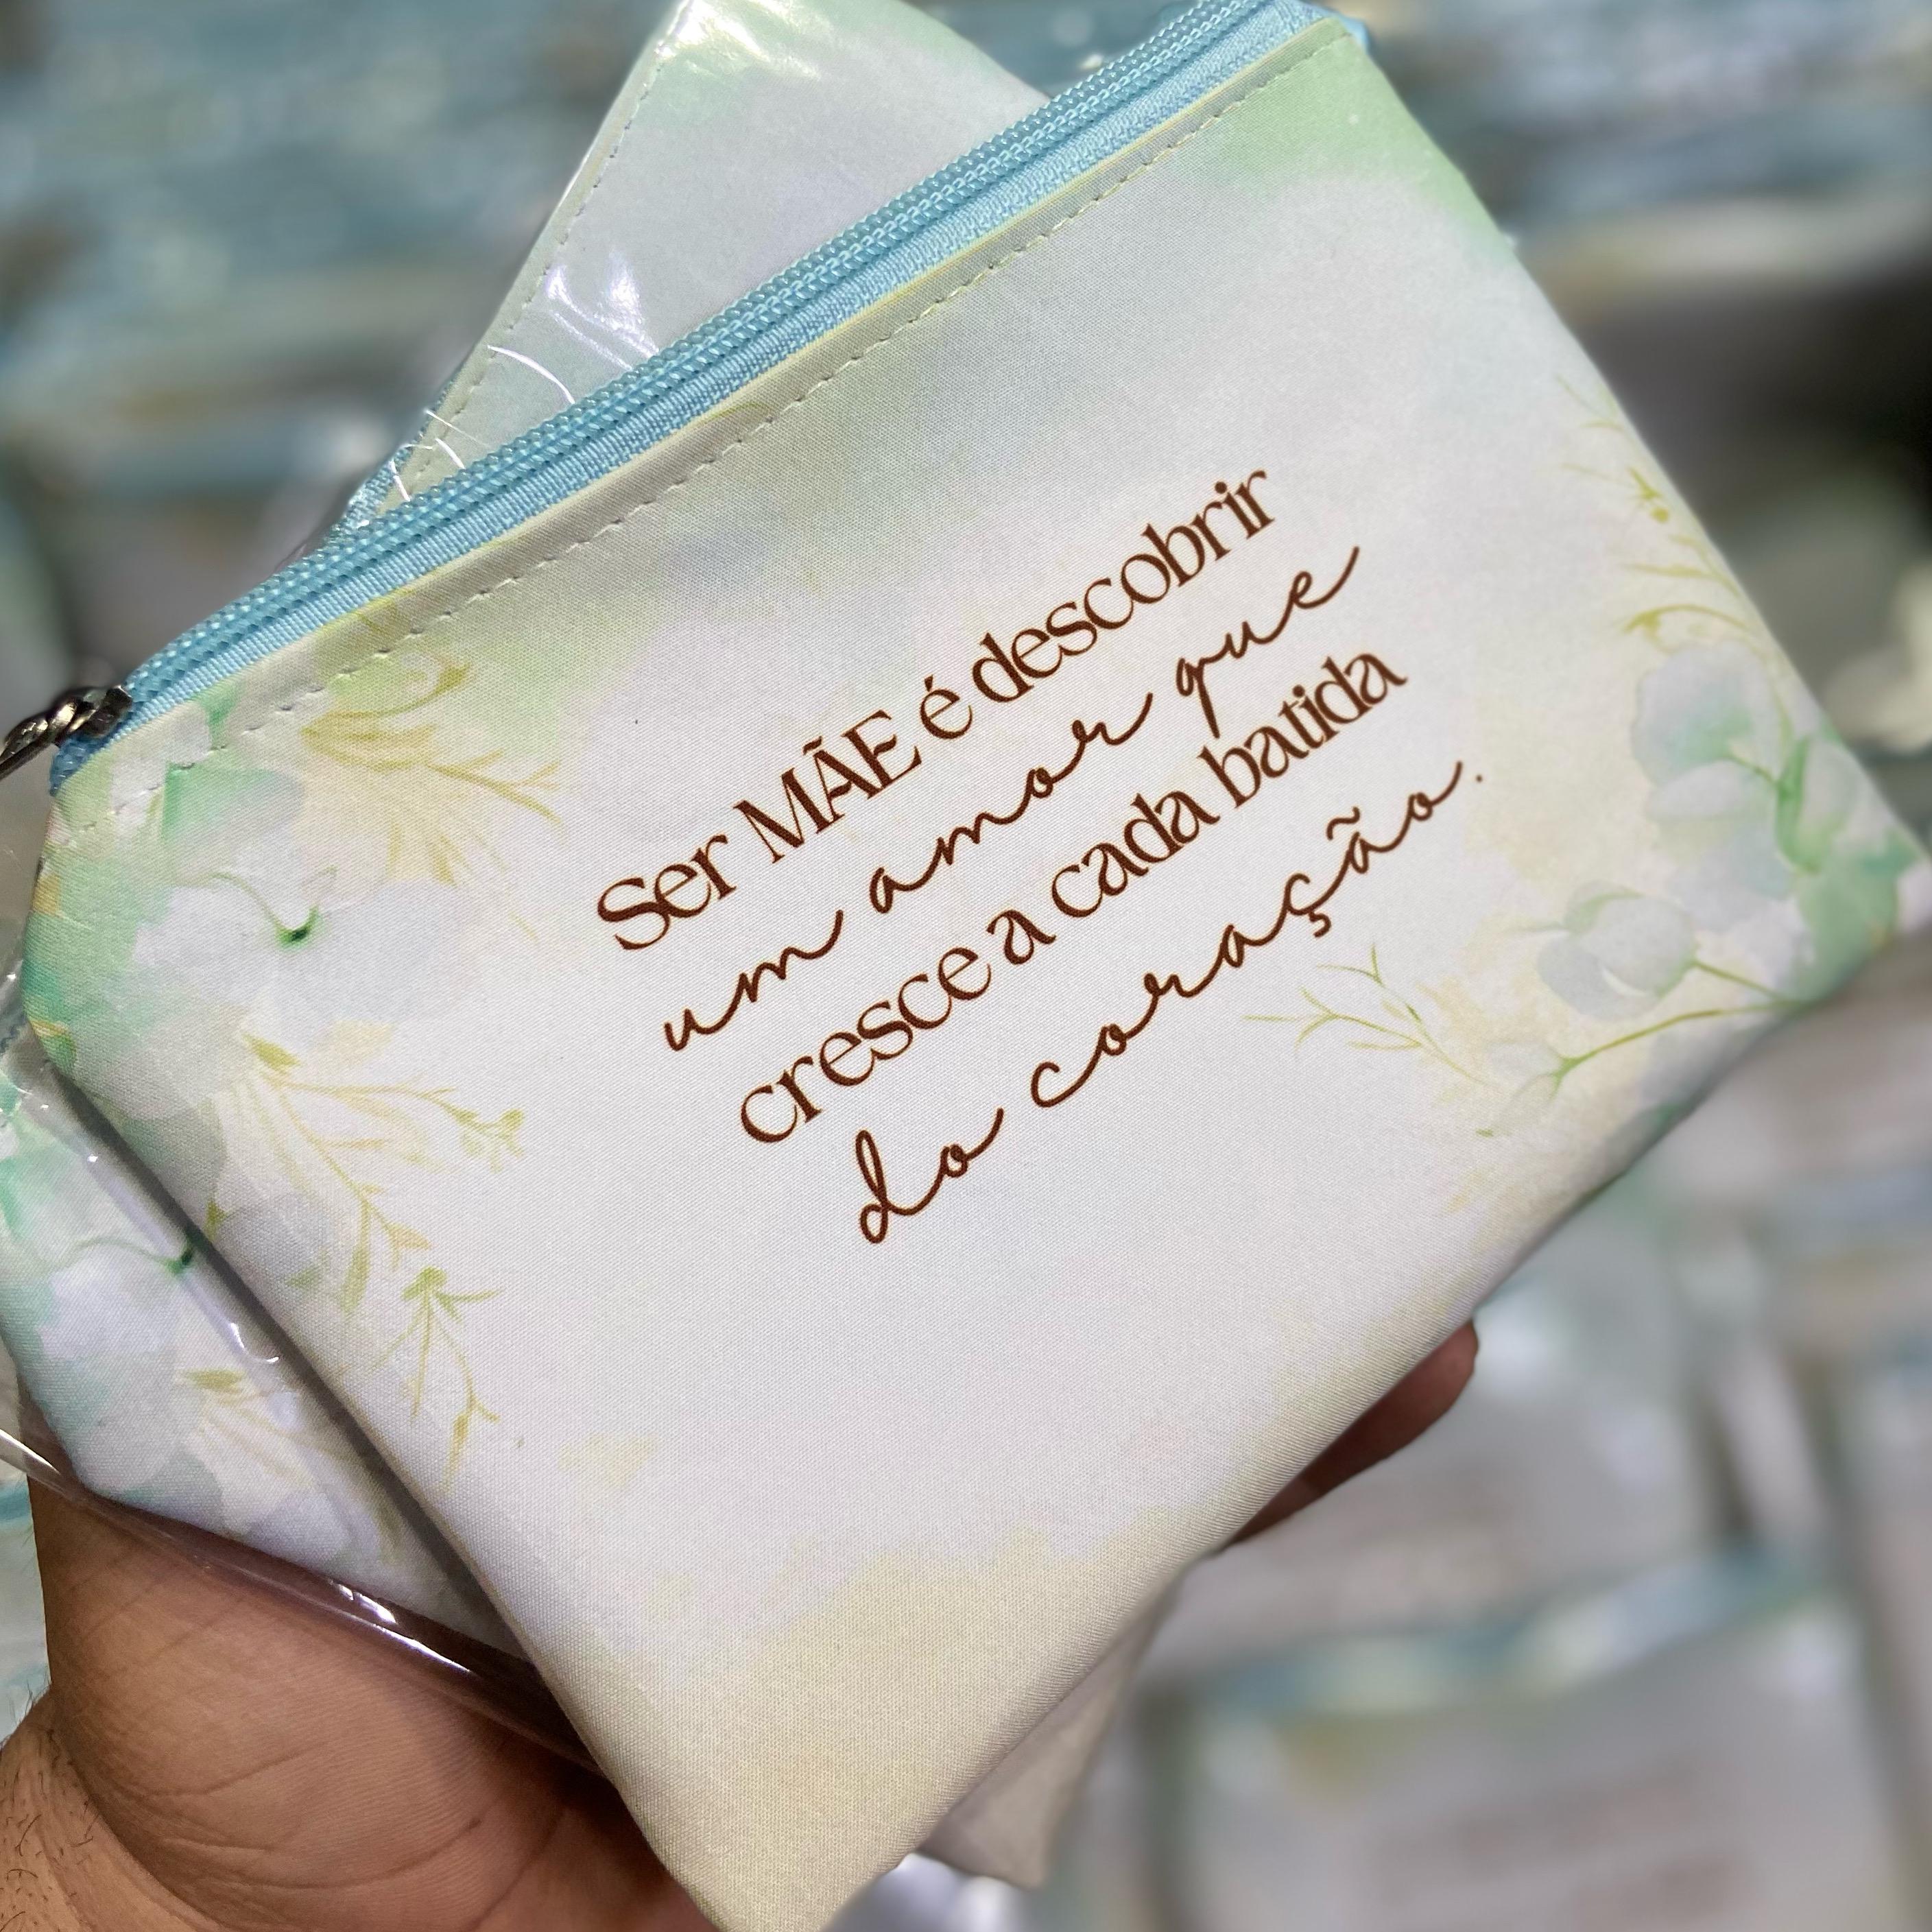 Ser MÃE é descobrir
um amor que
cresce a cada batida
do coração.